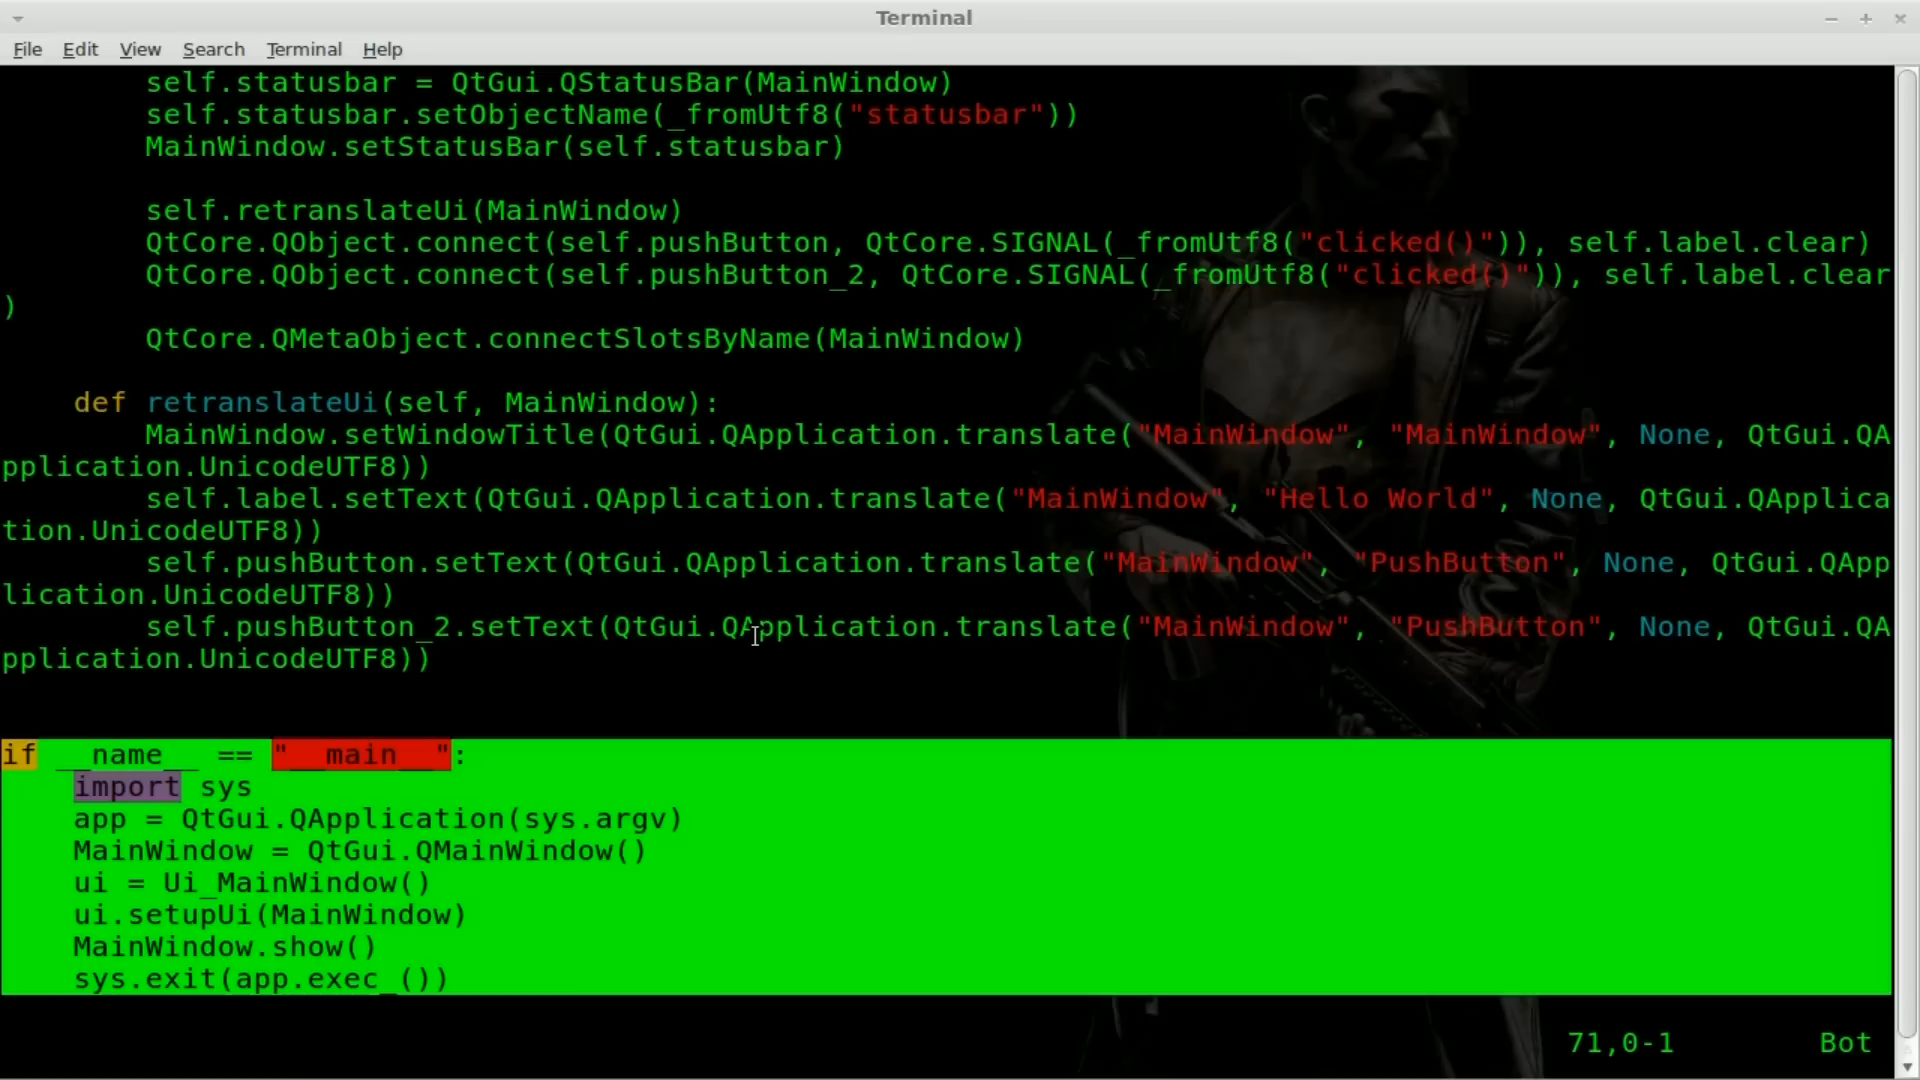 Terminal
File Edit View Search Terminal Help
        self.statusbar = QtGui.QStatusBar(MainWindow)
        self.statusbar.setObjectName(_fromUtf8("statusbar"))
        MainWindow.setStatusBar(self.statusbar)
        self.retranslateUi(MainWindow)
        QtCore.QObject.connect(self.pushButton, QtCore.SIGNAL(_fromUtf8("clicked()")), self.label.clear)
        QtCore.QObject.connect(self.pushButton_2, QtCore.SIGNAL(_fromUtf8("clicked()")), self.label.clear
)
        QtCore.QMetaObject.connectSlotsByName(MainWindow)
    def retranslateUi(self, MainWindow):
        MainWindow.setWindowTitle(QtGui.QApplication.translate("MainWindow", "MainWindow", None, QtGui.QA
pplication.UnicodeUTF8))
        self.label.setText(QtGui.QApplication.translate("MainWindow", "Hello World", None, QtGui.QApplica
tion.UnicodeUTF8))
        self.pushButton.setText(QtGui.QApplication.translate("MainWindow", "PushButton", None, QtGui.QApp
lication.UnicodeUTF8))
        self.pushButton_2.setText(QtGui.QApplication.translate("MainWindow", "PushButton", None, QtGui.QA
pplication.UnicodeUTF8))
if __name__ == "__main__":
    import sys
    app = QtGui.QApplication(sys.argv)
    MainWindow = QtGui.QMainWindow()
    ui = Ui_MainWindow()
    ui.setupUi(MainWindow)
    MainWindow.show()
    sys.exit(app.exec_())
71,0-1 Bot